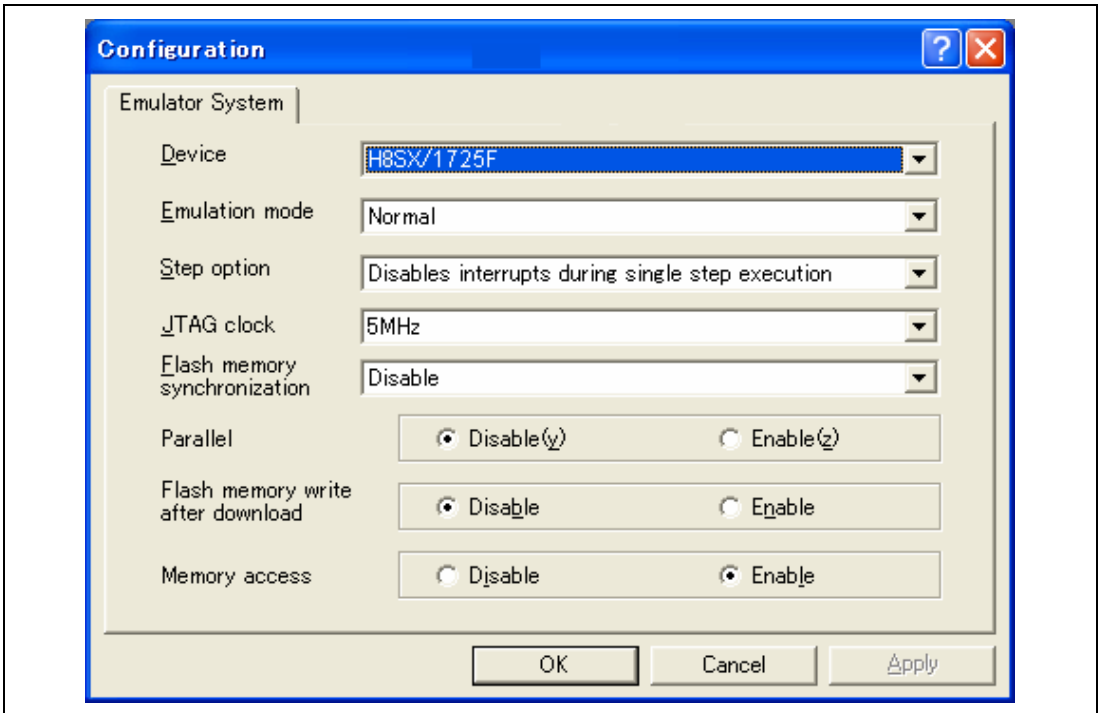 Configuration
?
Emulator System
Device H8SX/1725F
Emulation mode Normal
Step option Disables interrupts during single step execution
JTAG clock 5MHz
Flash memory
synchronization Disable
Parallel Disable(y) Enable(z)
Flash memory write
after download Disable Enable
Memory access Disable Enable
OK Cancel Apply